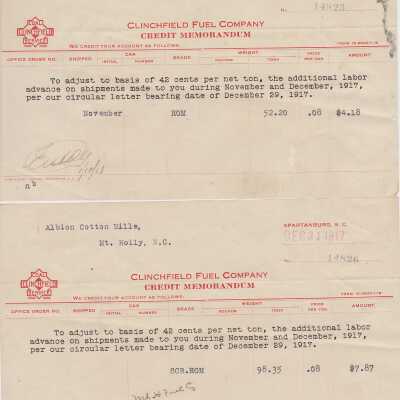 14825
CLINCHFIELD FUEL COMPANY
CREDIT MEMORANDUM
WE CREDIT YOUR ACCOUNT AS FOLLOWS:
OFFICE ORDER NO. SHIPPED CAR INITIAL NUMBER GRADE WEIGHT POUNDS TONS PRICE PER TON AMOUNT
To adjust to basis of 42 cents per net ton, the additional labor
advance on shipments made to you during November and December, 1917,
per our circular letter bearing date of December 29, 1917.
November ROM 52.20 .08 $4.18
Albion Cotton Mills,
Mt. Holly, N.C.
SPARTANBURG, S. C.
DEC 31 1917
14826
CLINCHFIELD FUEL COMPANY
CREDIT MEMORANDUM
WE CREDIT YOUR ACCOUNT AS FOLLOWS:
OFFICE ORDER NO. SHIPPED CAR INITIAL NUMBER GRADE WEIGHT POUNDS TONS PRICE PER TON AMOUNT
To adjust to basis of 42 cents per net ton, the additional labor
advance on shipments made to you during November and December, 1917,
per our circular letter bearing date of December 29, 1917.
SCR.ROM 98.35 .08 $7.87